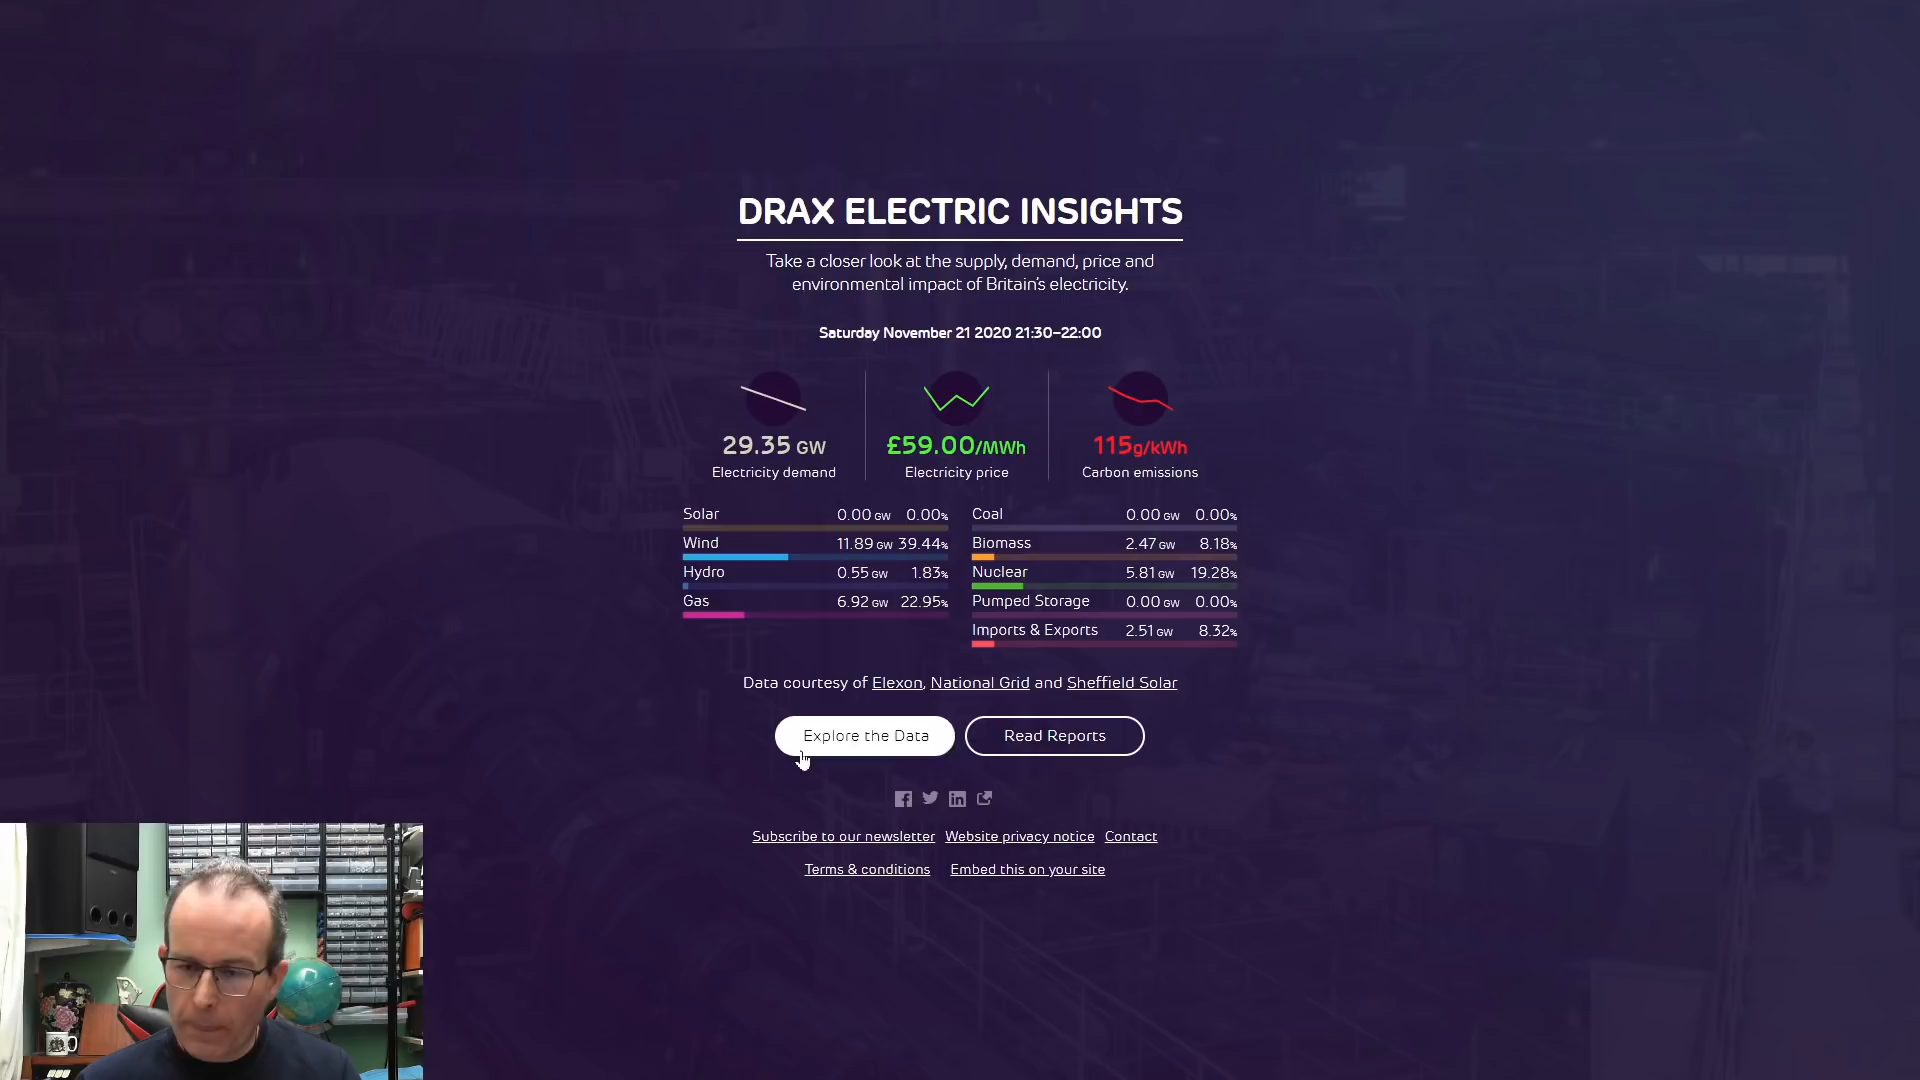 DRAX ELECTRIC INSIGHTS
Take a closer look at the supply, demand, price and
environmental impact of Britain's electricity.
Saturday November 21 2020 21:30–22:00
29.35 GW
Electricity demand
£59.00/MWh
Electricity price
115g/kWh
Carbon emissions
Solar 0.00 GW 0.00%
Wind 11.89 GW 39.44%
Hydro 0.55 GW 1.83%
Gas 6.92 GW 22.95%
Coal 0.00 GW 0.00%
Biomass 2.47 GW 8.18%
Nuclear 5.81 GW 19.28%
Pumped Storage 0.00 GW 0.00%
Imports & Exports 2.51 GW 8.32%
Data courtesy of Elexon, National Grid and Sheffield Solar
Explore the Data
Read Reports
Subscribe to our newsletter Website privacy notice Contact
Terms & conditions Embed this on your site